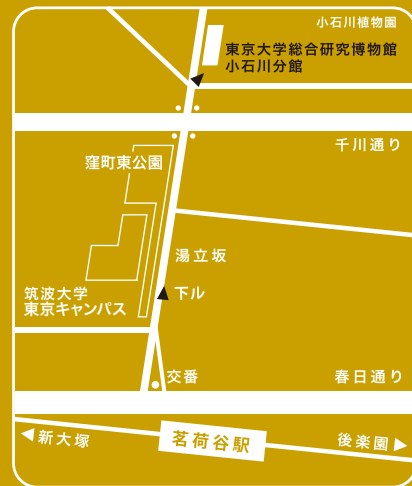 小石川植物園
東京大学総合研究博物館
小石川分館
千川通り
窪町東公園
湯立坂
下ル
筑波大学
東京キャンパス
交番
春日通り
新大塚
茗荷谷駅
後楽園